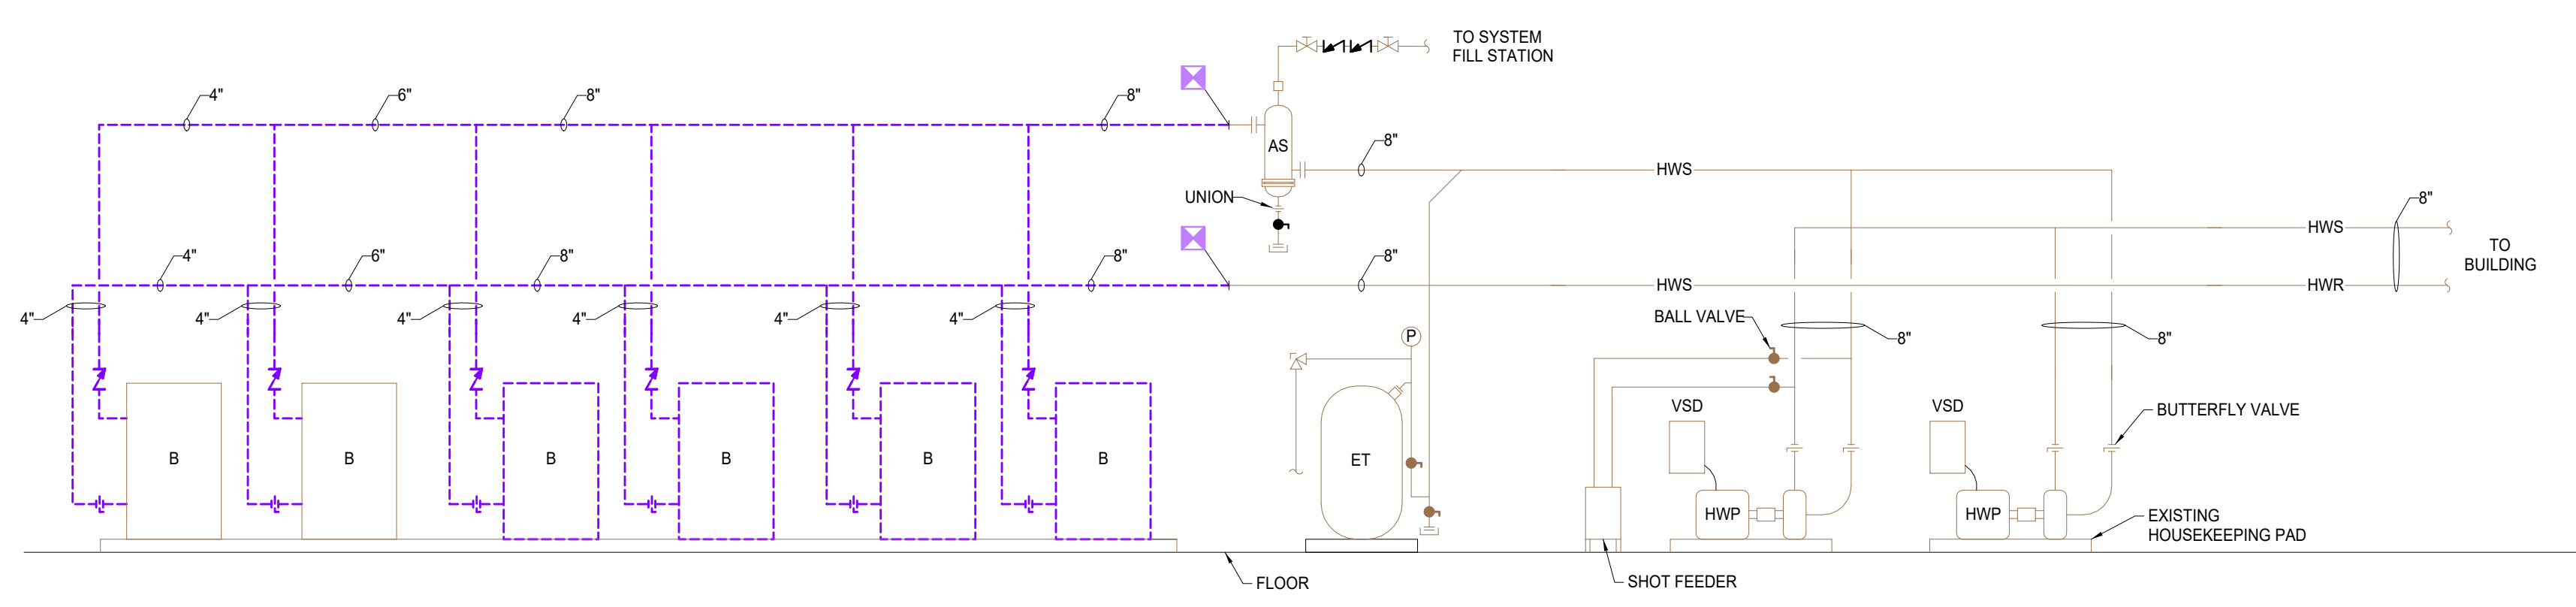 TO SYSTEM
FILL STATION
4"
6"
8"
8"
AS
8"
HWS
UNION
8"
HWS
TO
BUILDING
4"
6"
8"
8"
8"
HWS
HWR
4"
4"
4"
4"
4"
4"
BALL VALVE
P
8"
8"
VSD
VSD
BUTTERFLY VALVE
B
B
B
B
B
B
ET
HWP
HWP
EXISTING
HOUSEKEEPING PAD
FLOOR
SHOT FEEDER